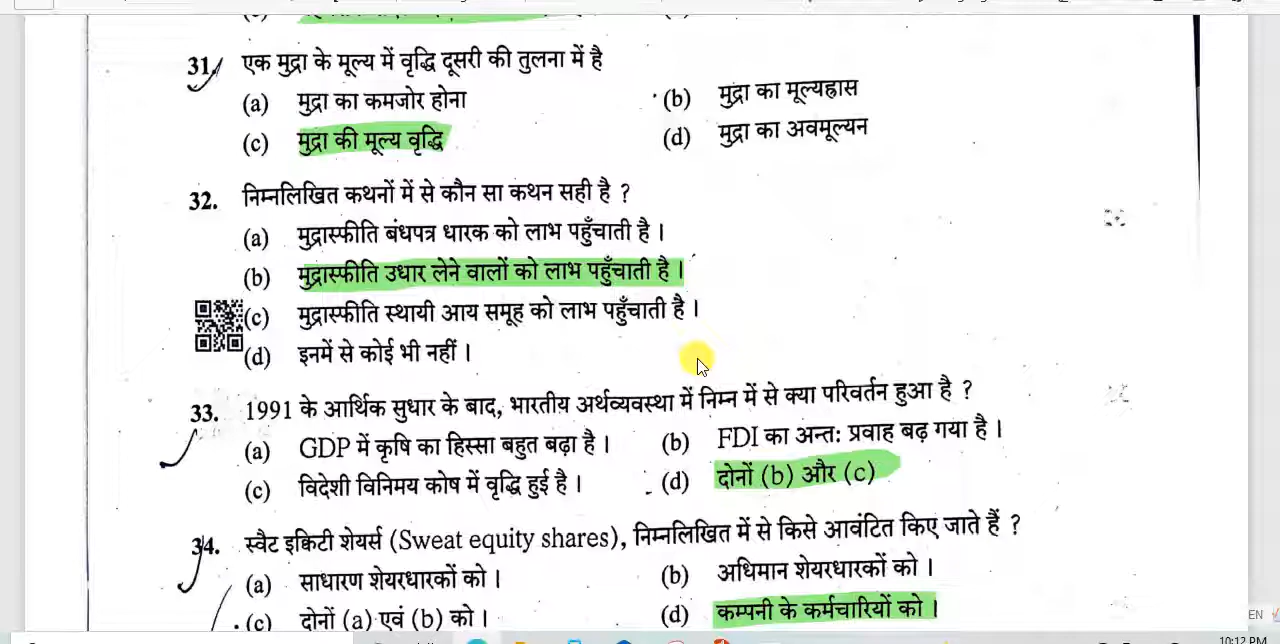 31. एक मुद्रा के मूल्य में वृद्धि दूसरी की तुलना में है
(a) मुद्रा का कमजोर होना (b) मुद्रा का मूल्यह्रास
(c) मुद्रा की मूल्य वृद्धि (d) मुद्रा का अवमूल्यन
32. निम्नलिखित कथनों में से कौन सा कथन सही है ?
(a) मुद्रास्फीति बंधपत्र धारक को लाभ पहुँचाती है ।
(b) मुद्रास्फीति उधार लेने वालों को लाभ पहुँचाती है ।
(c) मुद्रास्फीति स्थायी आय समूह को लाभ पहुँचाती है ।
(d) इनमें से कोई भी नहीं ।
33. 1991 के आर्थिक सुधार के बाद, भारतीय अर्थव्यवस्था में निम्न में से क्या परिवर्तन हुआ है ?
(a) GDP में कृषि का हिस्सा बहुत बढ़ा है । (b) FDI का अन्त: प्रवाह बढ़ गया है ।
(c) विदेशी विनिमय कोष में वृद्धि हुई है । (d) दोनों (b) और (c)
34. स्वैट इक्विटी शेयर्स (Sweat equity shares), निम्नलिखित में से किसे आवंटित किए जाते हैं ?
(a) साधारण शेयरधारकों को । (b) अधिमान शेयरधारकों को ।
(c) दोनों (a) एवं (b) को । (d) कम्पनी के कर्मचारियों को ।
EN
10:12 PM